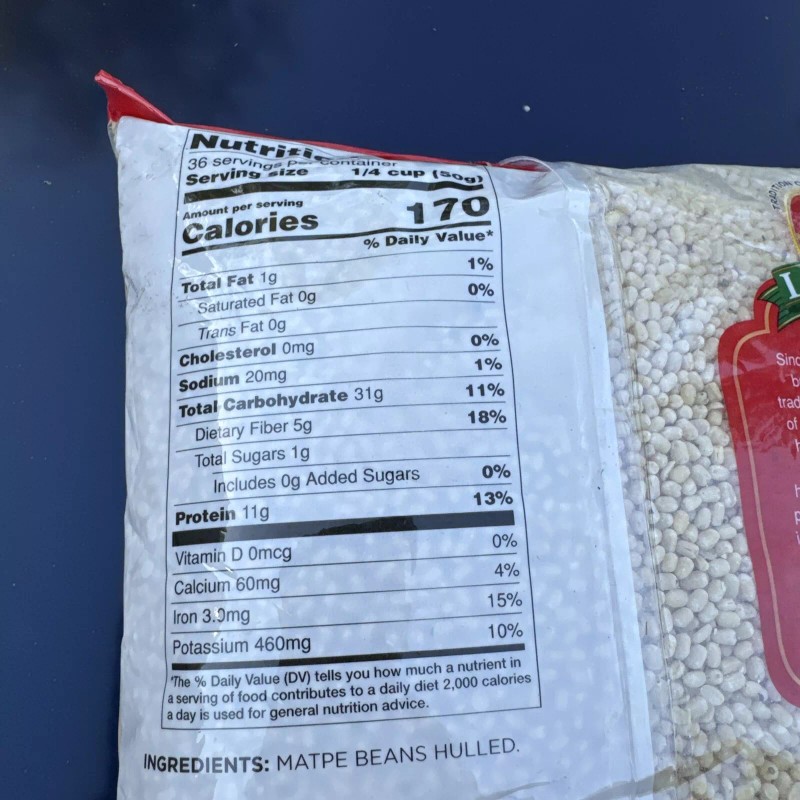 Nutritio
36 servings per container
Serving size 1/4 cup (50g)
Amount per serving
Calories 170
% Daily Value*
Total Fat 1g 1%
Saturated Fat 0g 0%
Trans Fat 0g
Cholesterol 0mg 0%
Sodium 20mg 1%
Total Carbohydrate 31g 11%
Dietary Fiber 5g 18%
Total Sugars 1g
Includes 0g Added Sugars 0%
Protein 11g 13%
Vitamin D 0mcg 0%
Calcium 60mg 4%
Iron 3.9mg 15%
Potassium 460mg 10%
*The % Daily Value (DV) tells you how much a nutrient in
a serving of food contributes to a daily diet 2,000 calories
a day is used for general nutrition advice.
INGREDIENTS: MATPE BEANS HULLED.
L
Sinc
b
trad
of
h